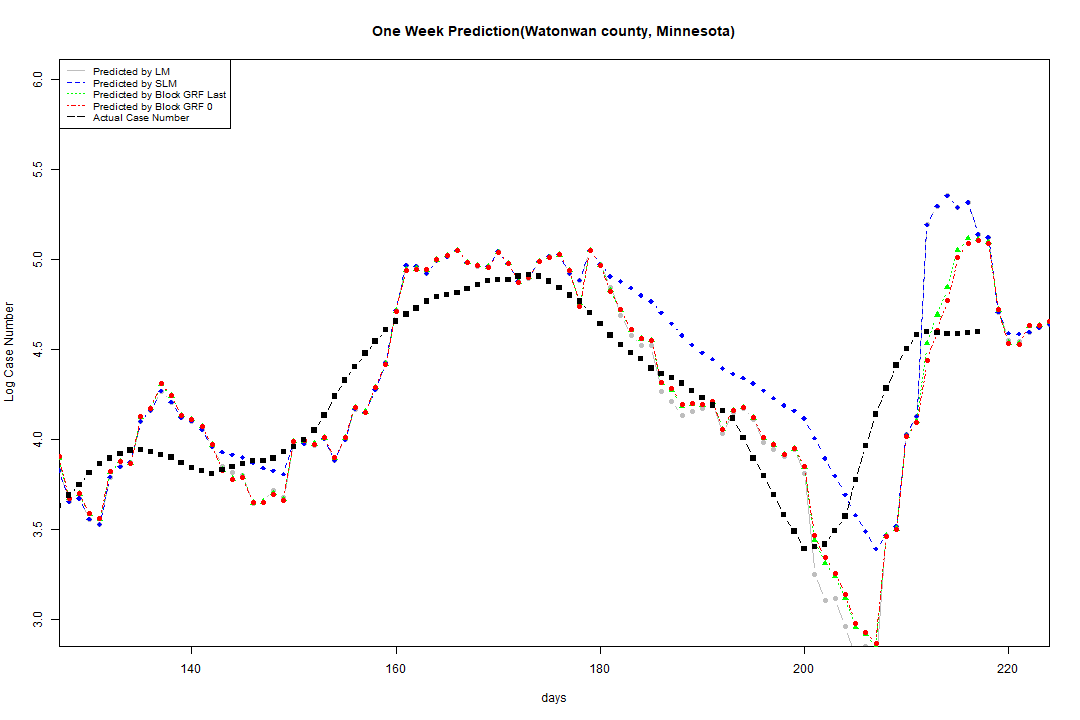 One Week Prediction(Watonwan county, Minnesota)
Predicted by LM
Predicted by SLM
Predicted by Block GRF Last
Predicted by Block GRF 0
Actual Case Number
6.0
5.5
5.0
4.5
4.0
3.5
3.0
Log Case Number
140 160 180 200 220
days